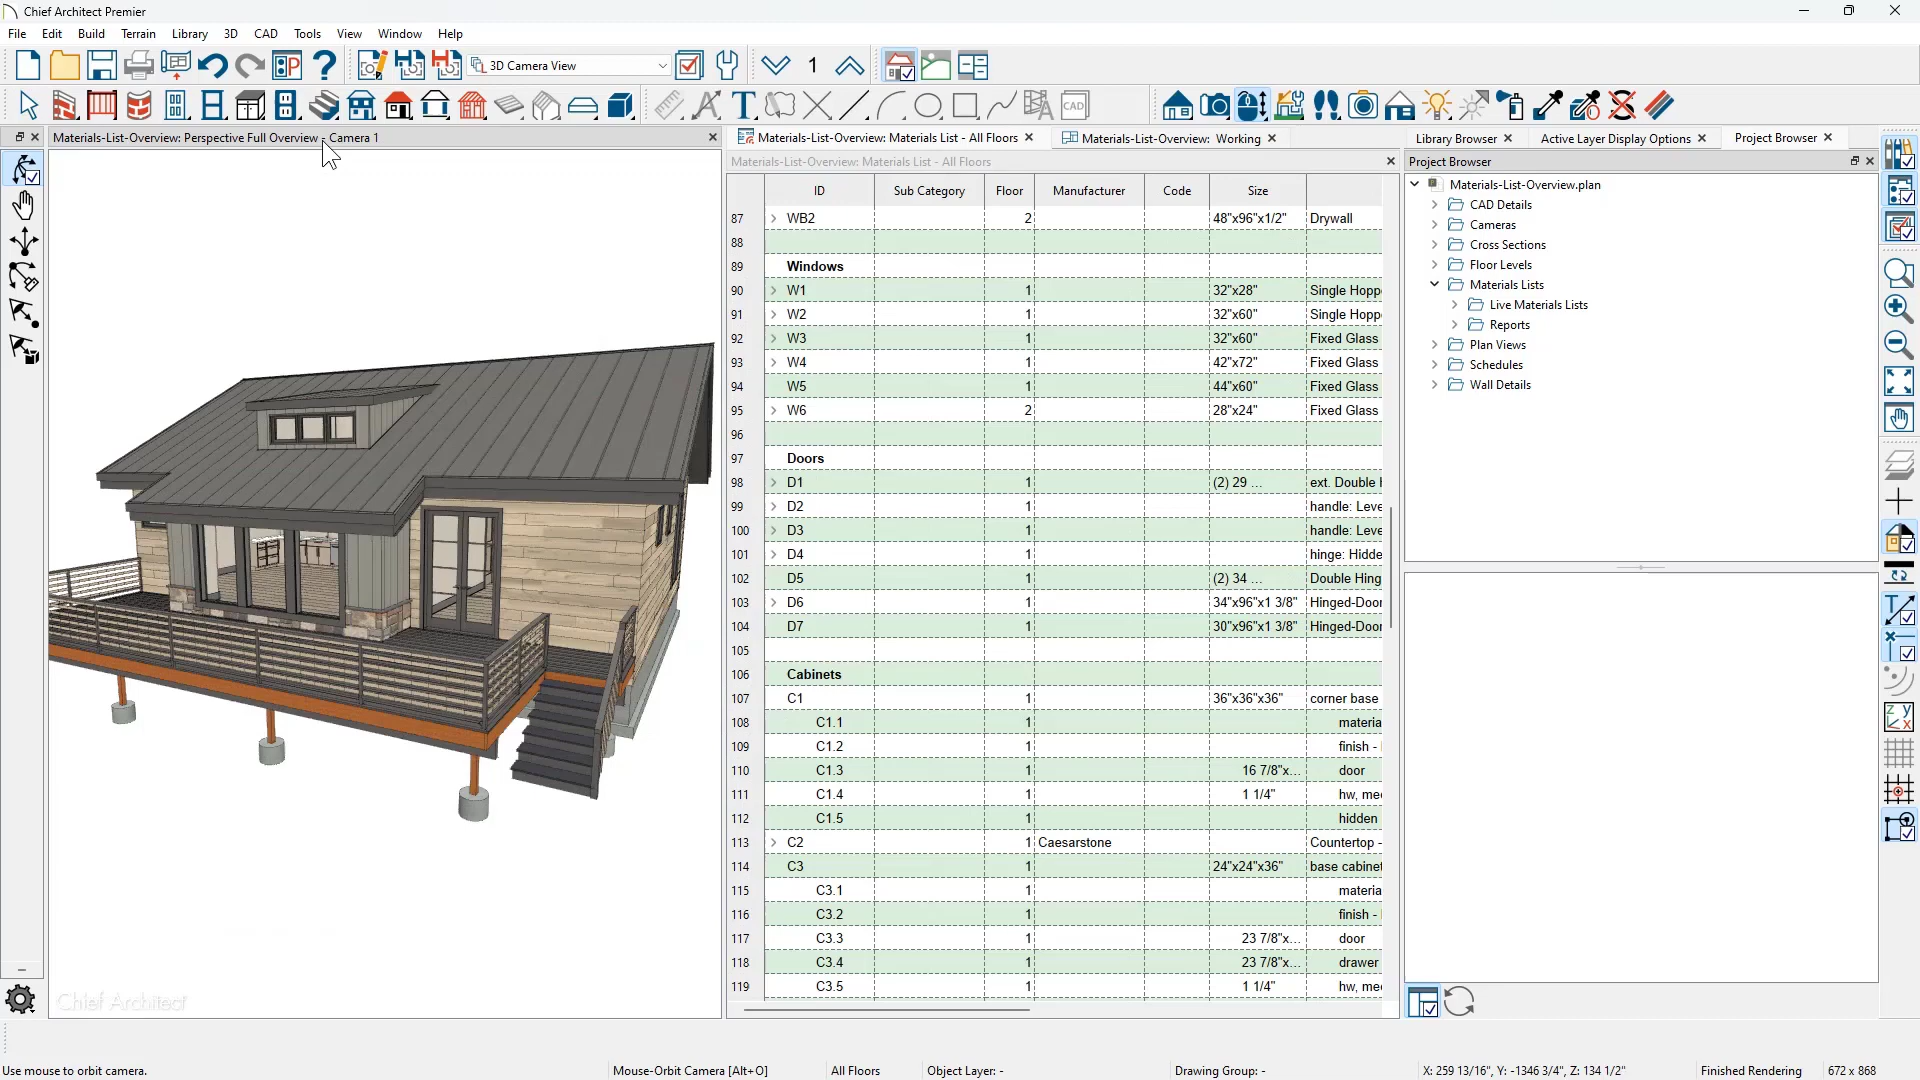 Chief Architect Premier
File Edit Build Terrain Library 3D CAD Tools View Window Help
3D Camera View
1
CAD
Materials-List-Overview: Perspective Full Overview - Camera 1
Materials-List-Overview: Materials List - All Floors
Materials-List-Overview: Working
Library Browser
Active Layer Display Options
Project Browser
Materials-List-Overview: Materials List - All Floors
Project Browser
ID Sub Category Floor Manufacturer Code Size
87 WB2 2 48"x96"x1/2" Drywall
88
89 Windows
90 W1 1 32"x28" Single Hopp
91 W2 1 32"x60" Single Hopp
92 W3 1 32"x60" Fixed Glass
93 W4 1 42"x72" Fixed Glass
94 W5 1 44"x60" Fixed Glass
95 W6 2 28"x24" Fixed Glass
96
97 Doors
98 D1 1 (2) 29 ... ext. Double
99 D2 1 handle: Leve
100 D3 1 handle: Leve
101 D4 1 hinge: Hidde
102 D5 1 (2) 34 ... Double Hing
103 D6 1 34"x96"x1 3/8" Hinged-Door
104 D7 1 30"x96"x1 3/8" Hinged-Door
105
106 Cabinets
107 C1 1 36"x36"x36" corner base
108 C1.1 1 materia
109 C1.2 1 finish -
110 C1.3 1 16 7/8"x... door
111 C1.4 1 1 1/4" hw, me
112 C1.5 1 hidden
113 C2 1 Caesarstone Countertop -
114 C3 1 24"x24"x36" base cabinet
115 C3.1 1 materia
116 C3.2 1 finish -
117 C3.3 1 23 7/8"x... door
118 C3.4 1 23 7/8"x... drawer
119 C3.5 1 1 1/4" hw, me
Materials-List-Overview.plan
CAD Details
Cameras
Cross Sections
Floor Levels
Materials Lists
Live Materials Lists
Reports
Plan Views
Schedules
Wall Details
Chief Architect
Use mouse to orbit camera. Mouse-Orbit Camera [Alt+O] All Floors Object Layer: - Drawing Group: - X: 259 13/16", Y: -1346 3/4", Z: 134 1/2" Finished Rendering 672 x 868